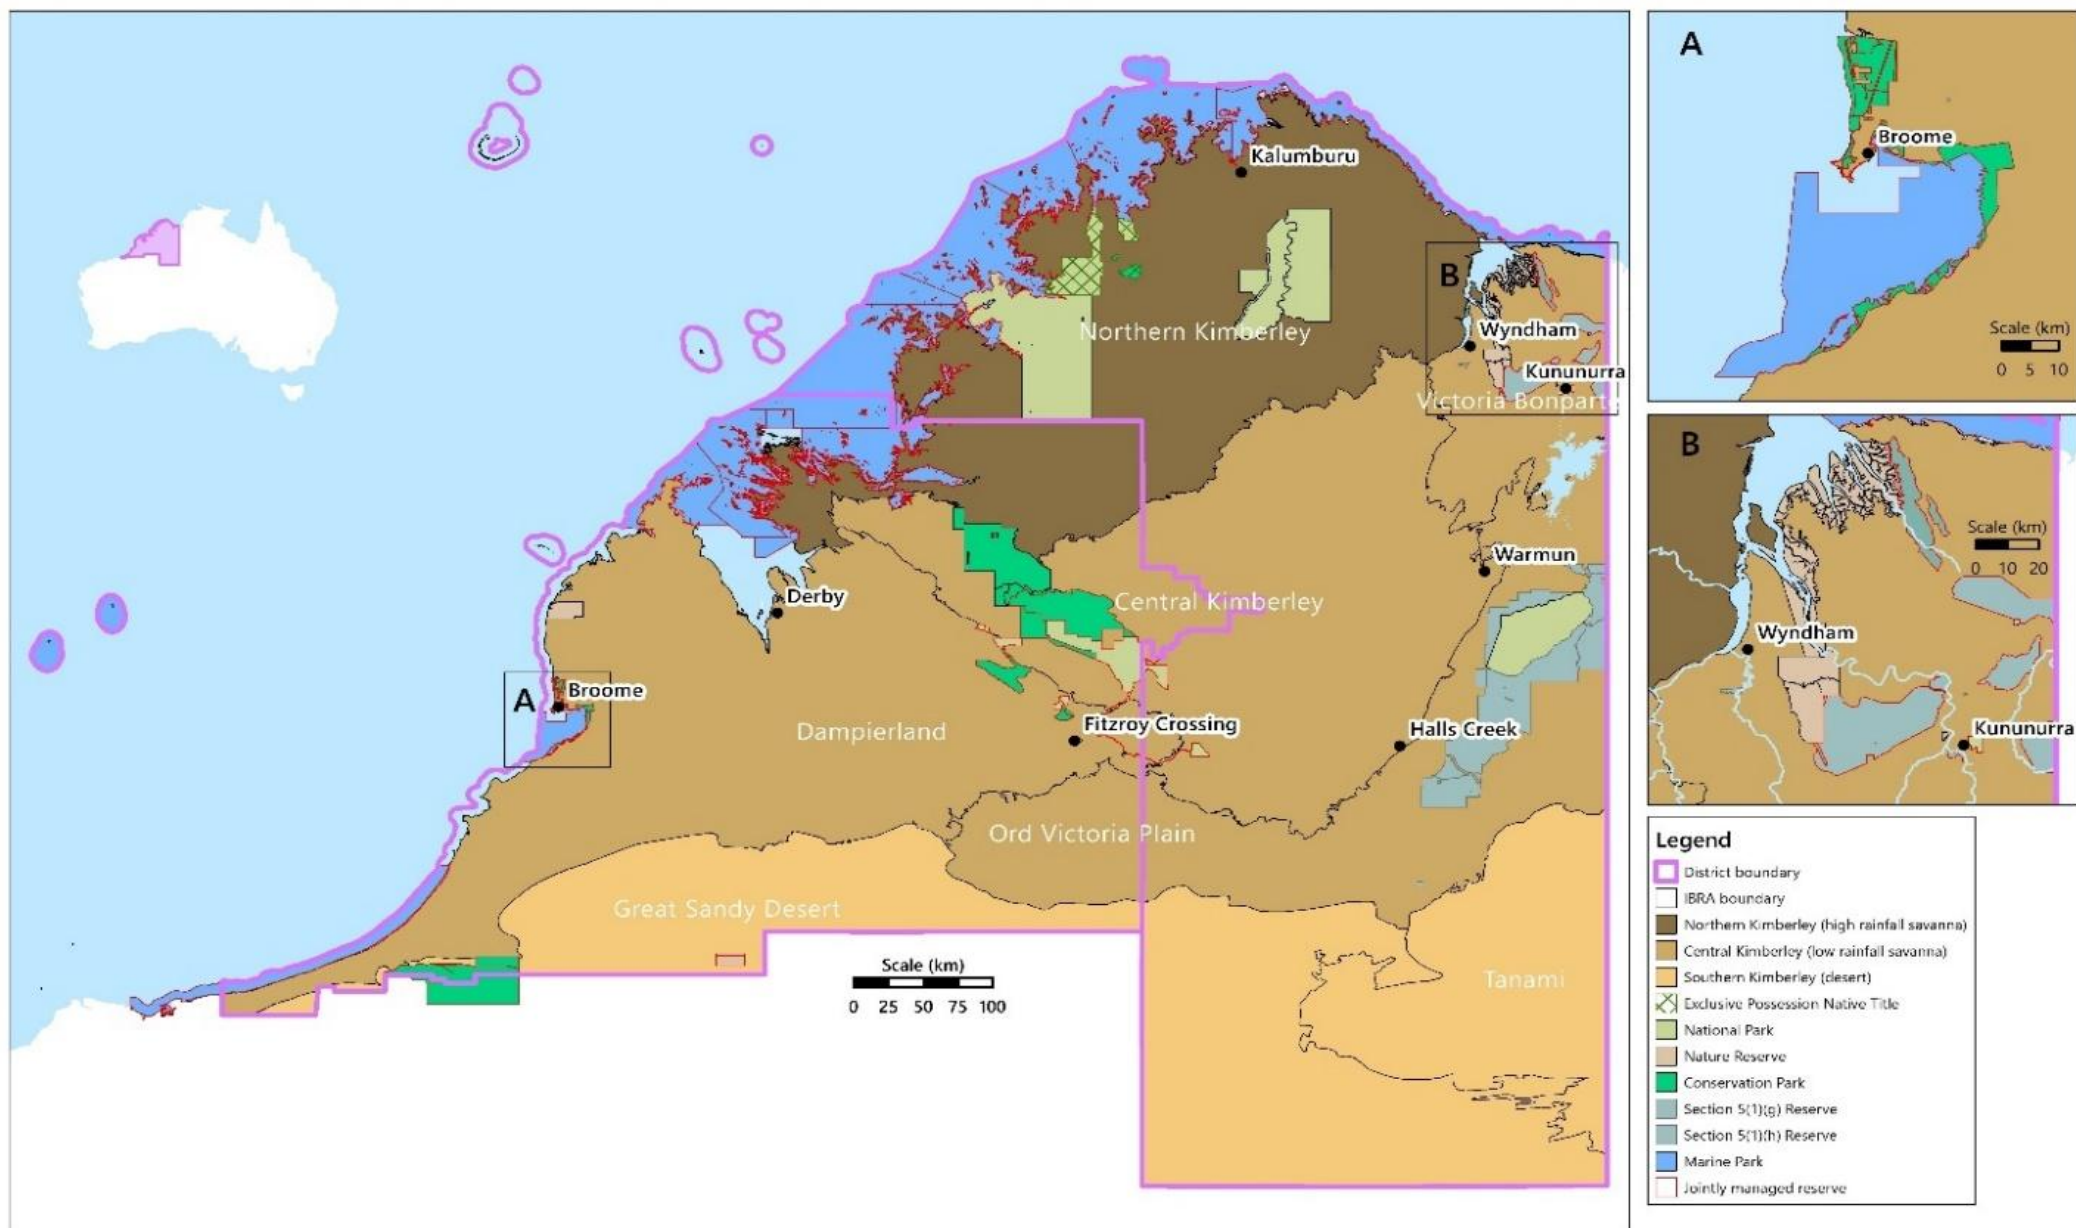 Kalumburu
B
Northern Kimberley
Wyndham
Kununurra
Victoria Bonparte
Warmun
Derby
Central Kimberley
A
Broome
Dampierland
Fitzroy Crossing
Halls Creek
Ord Victoria Plain
Great Sandy Desert
Scale (km)
0 25 50 75 100
Tanami
A
Broome
Scale (km)
0 5 10
B
Scale (km)
0 10 20
Wyndham
Kununurra
Legend
District boundary
IBRA boundary
Northern Kimberley (high rainfall savanna)
Central Kimberley (low rainfall savanna)
Southern Kimberley (desert)
Exclusive Possession Native Title
National Park
Nature Reserve
Conservation Park
Section 5(1)(g) Reserve
Section 5(1)(h) Reserve
Marine Park
Jointly managed reserve